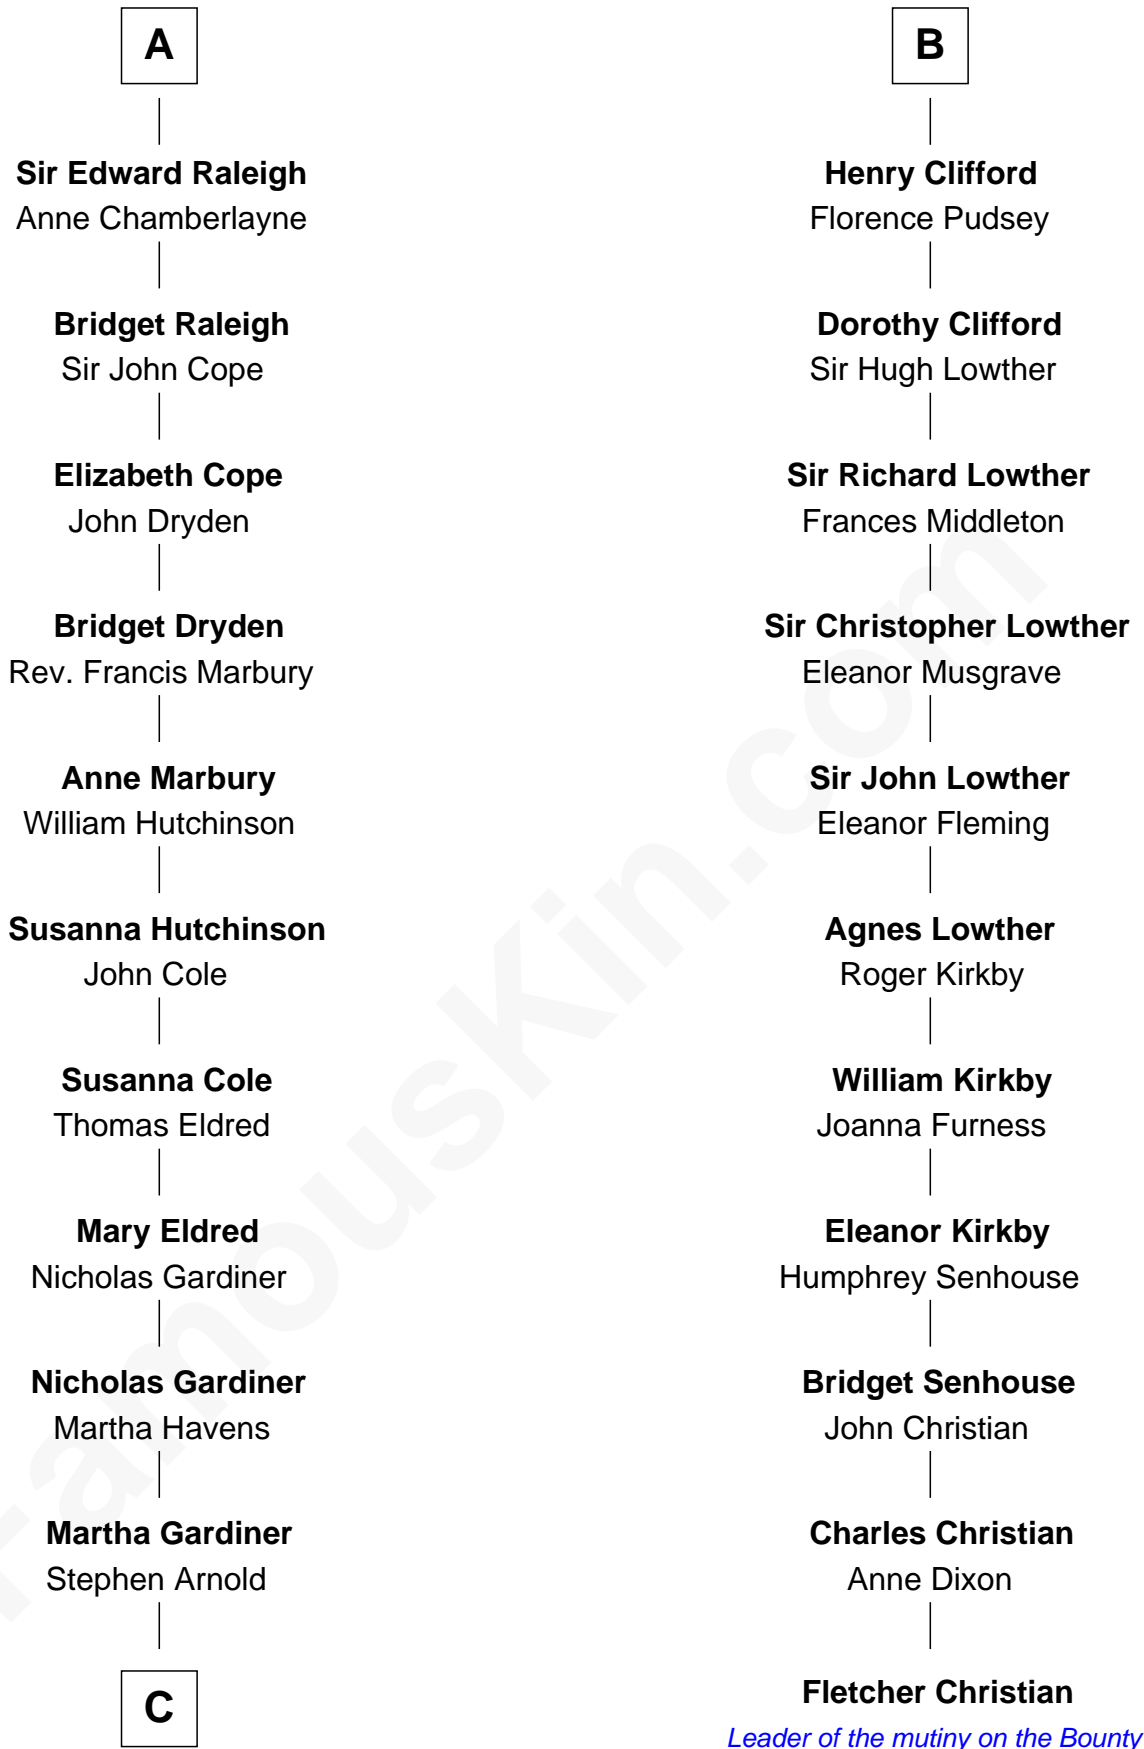 A
Sir Edward Raleigh
Anne Chamberlayne
Bridget Raleigh
Sir John Cope
Elizabeth Cope
John Dryden
Bridget Dryden
Rev. Francis Marbury
Anne Marbury
William Hutchinson
Susanna Hutchinson
John Cole
Susanna Cole
Thomas Eldred
Mary Eldred
Nicholas Gardiner
Nicholas Gardiner
Martha Havens
Martha Gardiner
Stephen Arnold
C
B
Henry Clifford
Florence Pudsey
Dorothy Clifford
Sir Hugh Lowther
Sir Richard Lowther
Frances Middleton
Sir Christopher Lowther
Eleanor Musgrave
Sir John Lowther
Eleanor Fleming
Agnes Lowther
Roger Kirkby
William Kirkby
Joanna Furness
Eleanor Kirkby
Humphrey Senhouse
Bridget Senhouse
John Christian
Charles Christian
Anne Dixon
Fletcher Christian
Leader of the mutiny on the Bounty
FamousKin.com